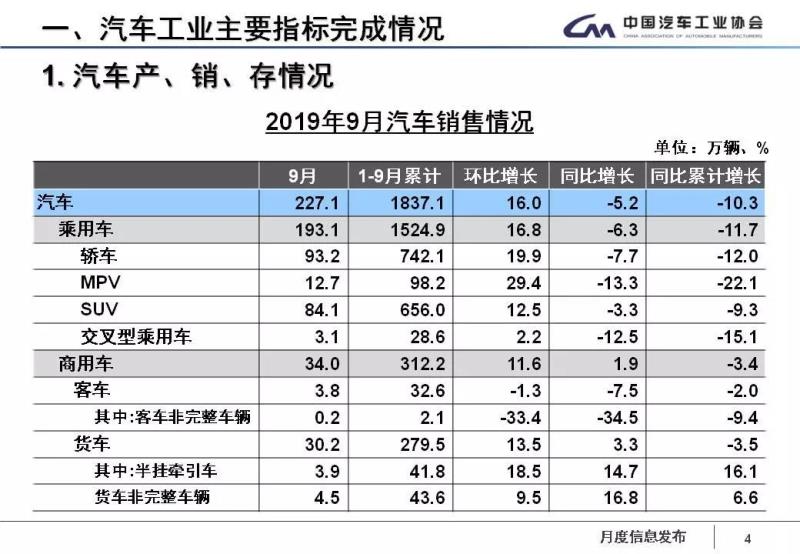 一、汽车工业主要指标完成情况
中国汽车工业协会
CHINA ASSOCIATION OF AUTOMOBILE MANUFACTURERS
1. 汽车产、销、存情况
2019年9月汽车销售情况
单位：万辆、%
9月 1-9月累计 环比增长 同比增长 同比累计增长
汽车 227.1 1837.1 16.0 -5.2 -10.3
乘用车 193.1 1524.9 16.8 -6.3 -11.7
轿车 93.2 742.1 19.9 -7.7 -12.0
MPV 12.7 98.2 29.4 -13.3 -22.1
SUV 84.1 656.0 12.5 -3.3 -9.3
交叉型乘用车 3.1 28.6 2.2 -12.5 -15.1
商用车 34.0 312.2 11.6 1.9 -3.4
客车 3.8 32.6 -1.3 -7.5 -2.0
其中:客车非完整车辆 0.2 2.1 -33.4 -34.5 -9.4
货车 30.2 279.5 13.5 3.3 -3.5
其中:半挂牵引车 3.9 41.8 18.5 14.7 16.1
货车非完整车辆 4.5 43.6 9.5 16.8 6.6
月度信息发布 4